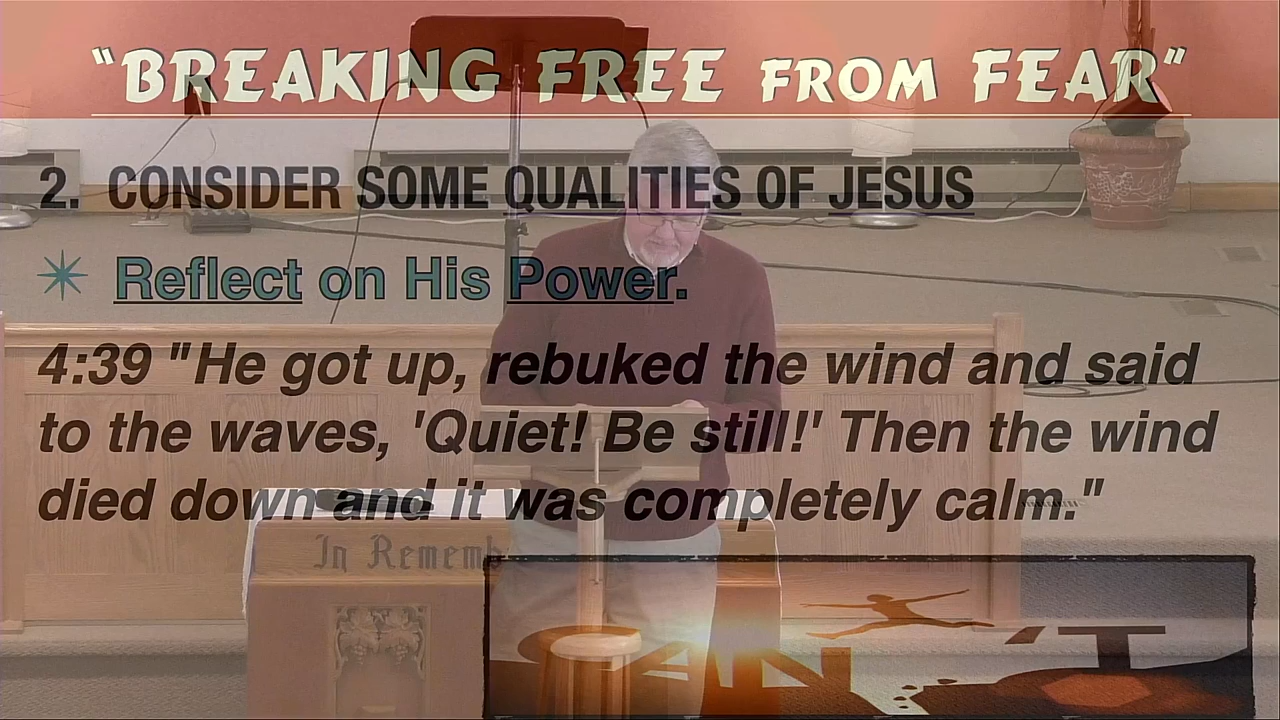 "BREAKING FREE FROM FEAR"
2. CONSIDER SOME QUALITIES OF JESUS
✴ Reflect on His Power.
4:39 "He got up, rebuked the wind and said
to the waves, 'Quiet! Be still!' Then the wind
died down and it was completely calm."
In Rememb
CAN'T